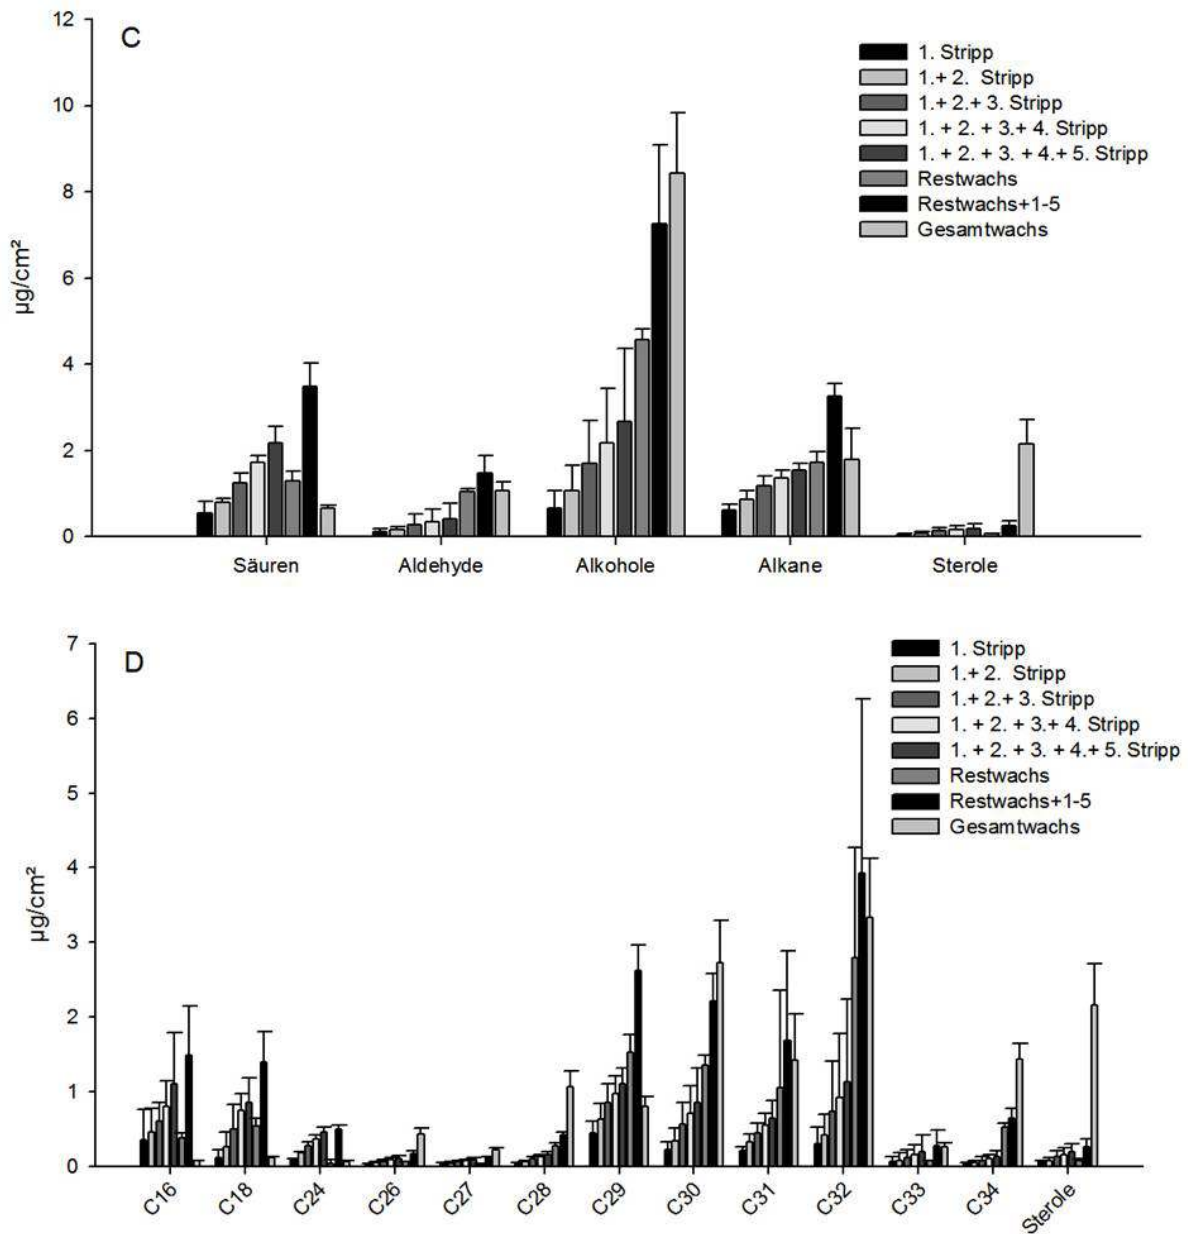 C
12
10
8
6
4
2
0
µg/cm²
1. Stripp
1.+ 2. Stripp
1.+ 2.+ 3. Stripp
1. + 2. + 3.+ 4. Stripp
1. + 2. + 3. + 4.+ 5. Stripp
Restwachs
Restwachs+1-5
Gesamtwachs
Säuren Aldehyde Alkohole Alkane Sterole
D
7
6
5
4
3
2
1
0
µg/cm²
1. Stripp
1.+ 2. Stripp
1.+ 2.+ 3. Stripp
1. + 2. + 3.+ 4. Stripp
1. + 2. + 3. + 4.+ 5. Stripp
Restwachs
Restwachs+1-5
Gesamtwachs
C16 C18 C24 C26 C27 C28 C29 C30 C31 C32 C33 C34 Sterole